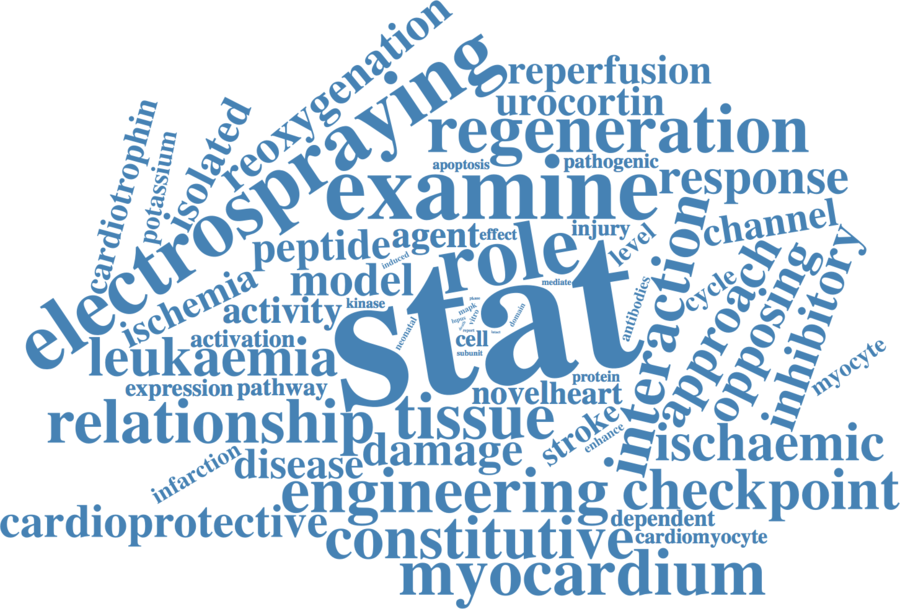 reoxygenation
electrospraying
reperfusion
urocortin
regeneration
cardiotrophin
potassium
isolated
apoptosis
pathogenic
examine
response
peptide
agent
effect
role
injury
level
interaction
channel
induced
model
mediate
ischemia
activity
kinase
stat
cycle
approach
opposing
inhibitory
antibodies
neonatal
mapk
vitro
domain
cell
subunit
activation
leukaemia
expression
pathway
protein
novel
heart
myocyte
relationship
tissue
stroke
enhance
damage
ischaemic
infarction
disease
engineering
checkpoint
cardioprotective
constitutive
dependent
cardiomyocyte
myocardium